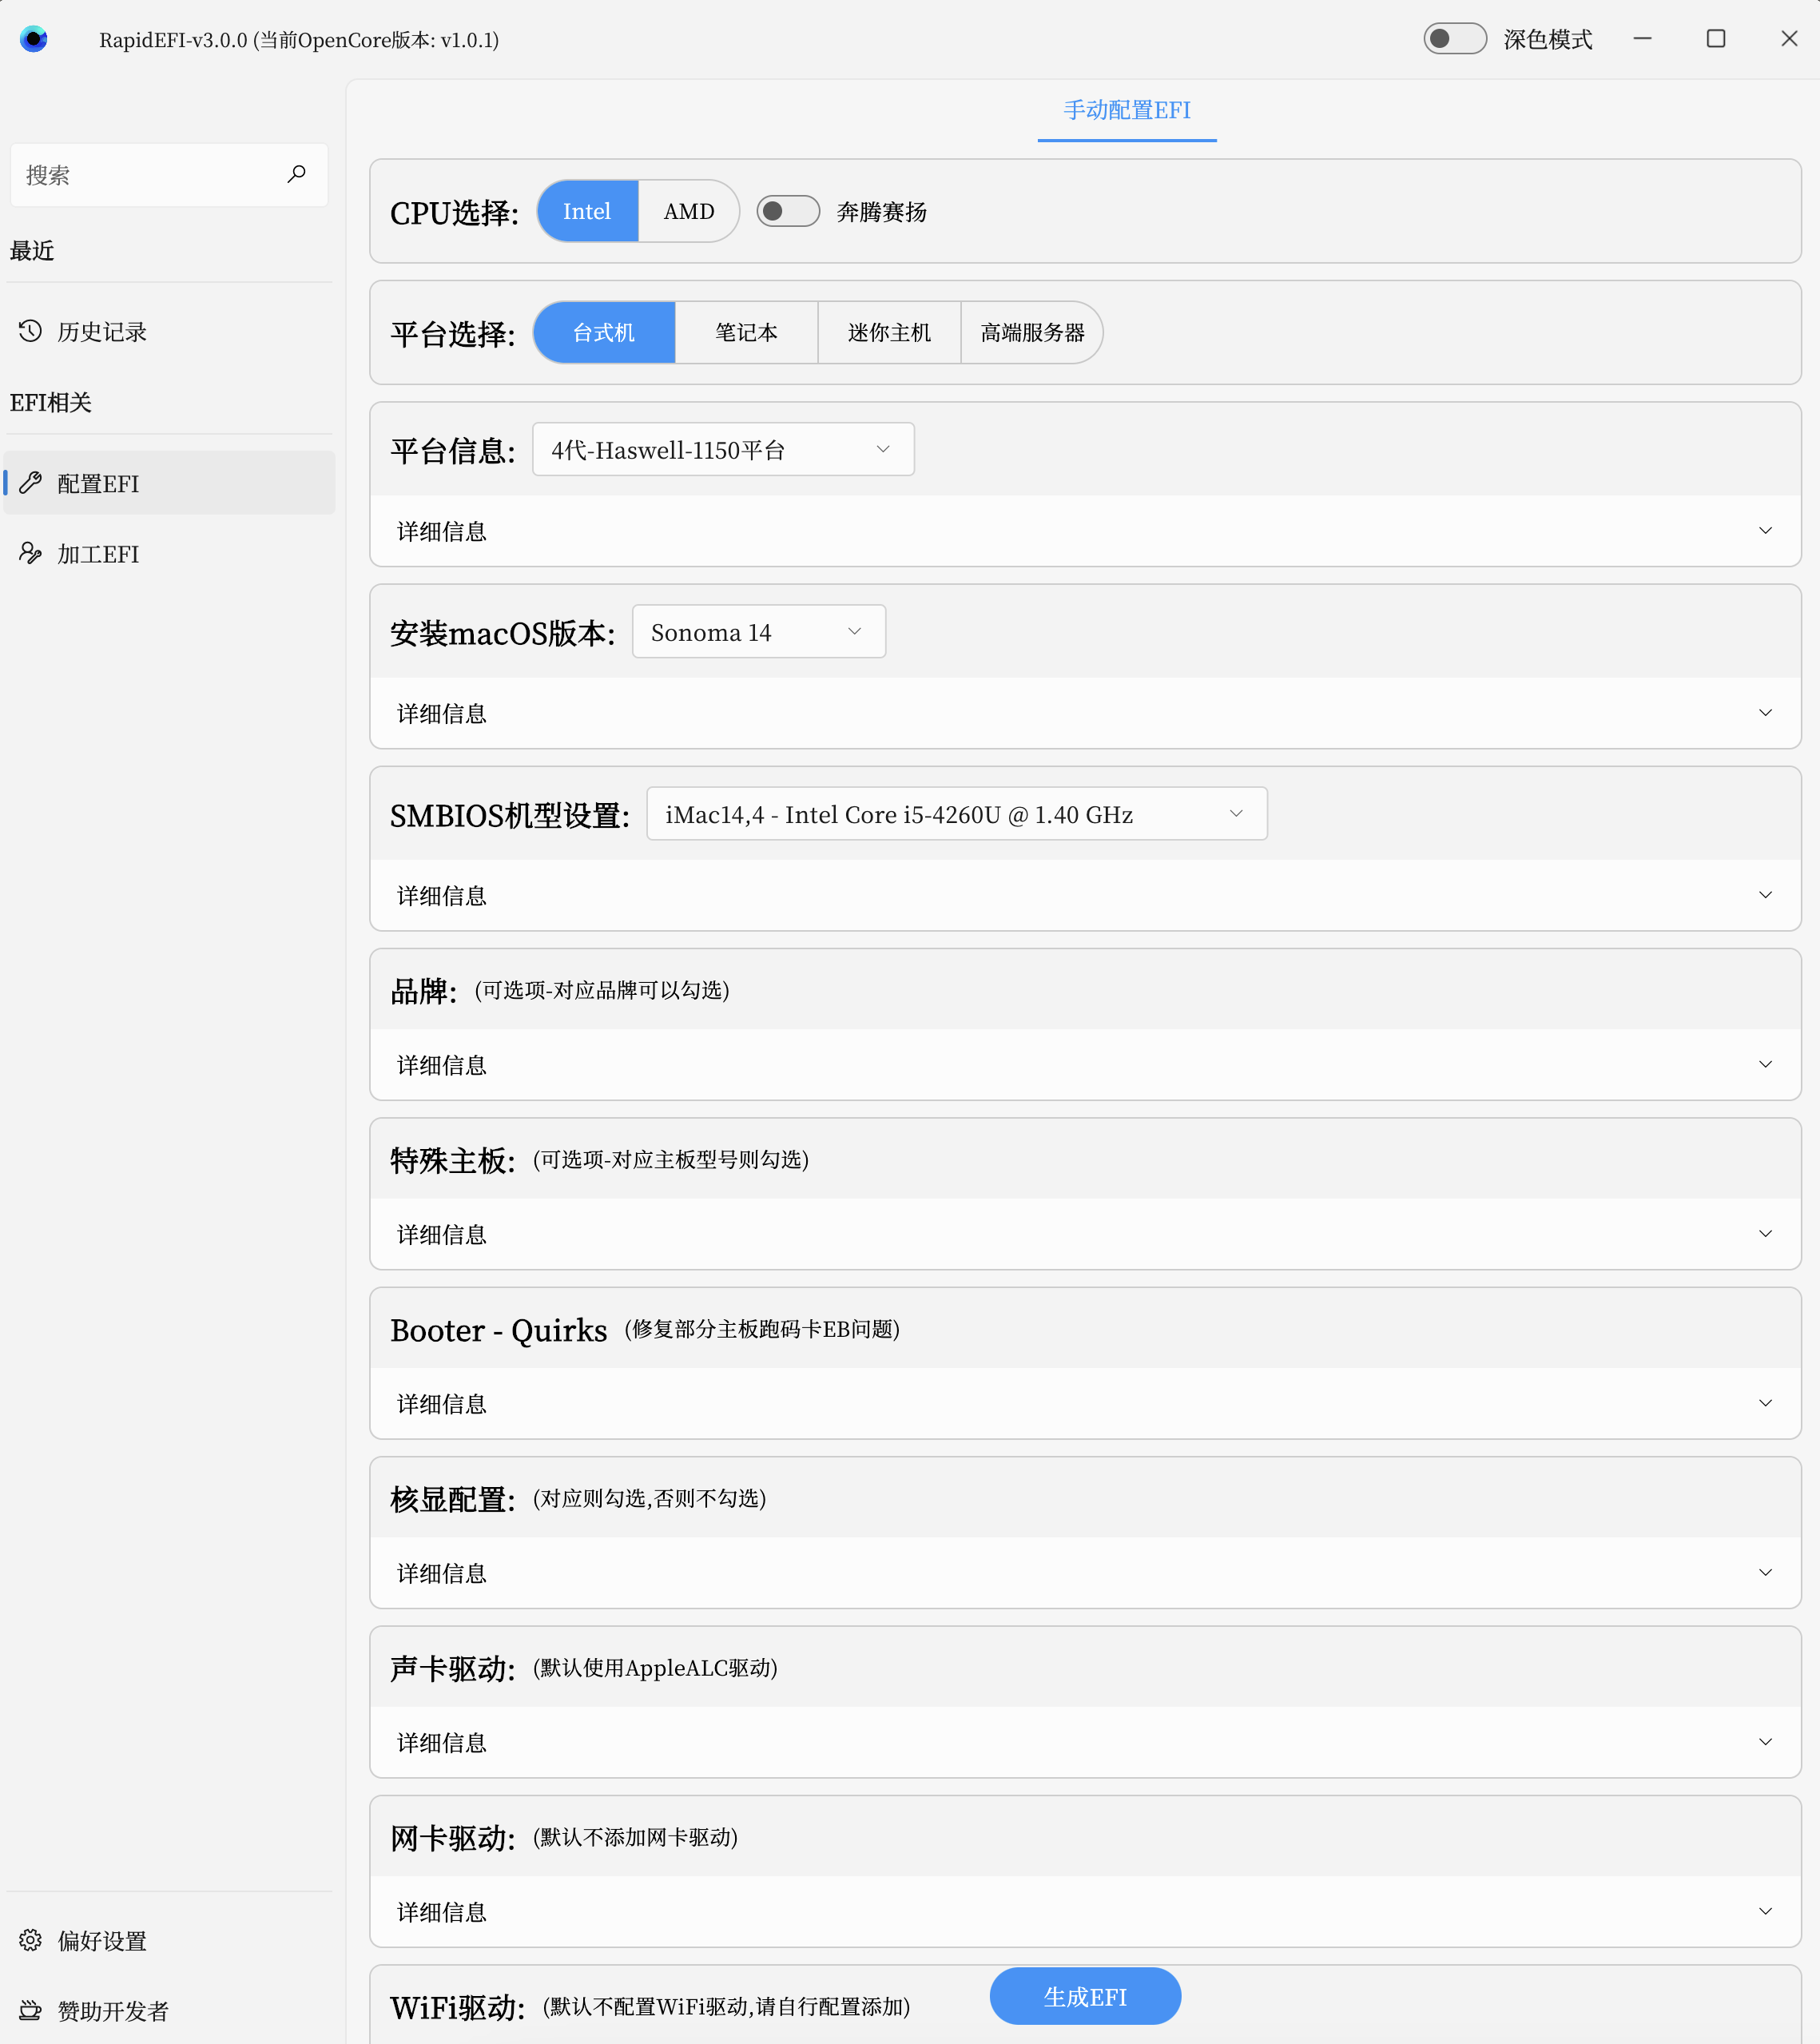 RapidEFI-v3.0.0 (当前OpenCore版本: v1.0.1)
深色模式
搜索
最近
历史记录
EFI相关
配置EFI
加工EFI
偏好设置
赞助开发者
手动配置EFI
CPU选择: Intel AMD 奔腾赛扬
平台选择: 台式机 笔记本 迷你主机 高端服务器
平台信息: 4代-Haswell-1150平台
详细信息
安装macOS版本: Sonoma 14
详细信息
SMBIOS机型设置: iMac14,4 - Intel Core i5-4260U @ 1.40 GHz
详细信息
品牌: (可选项-对应品牌可以勾选)
详细信息
特殊主板: (可选项-对应主板型号则勾选)
详细信息
Booter - Quirks (修复部分主板跑码卡EB问题)
详细信息
核显配置: (对应则勾选,否则不勾选)
详细信息
声卡驱动: (默认使用AppleALC驱动)
详细信息
网卡驱动: (默认不添加网卡驱动)
详细信息
WiFi驱动: (默认不配置WiFi驱动,请自行配置添加)
生成EFI